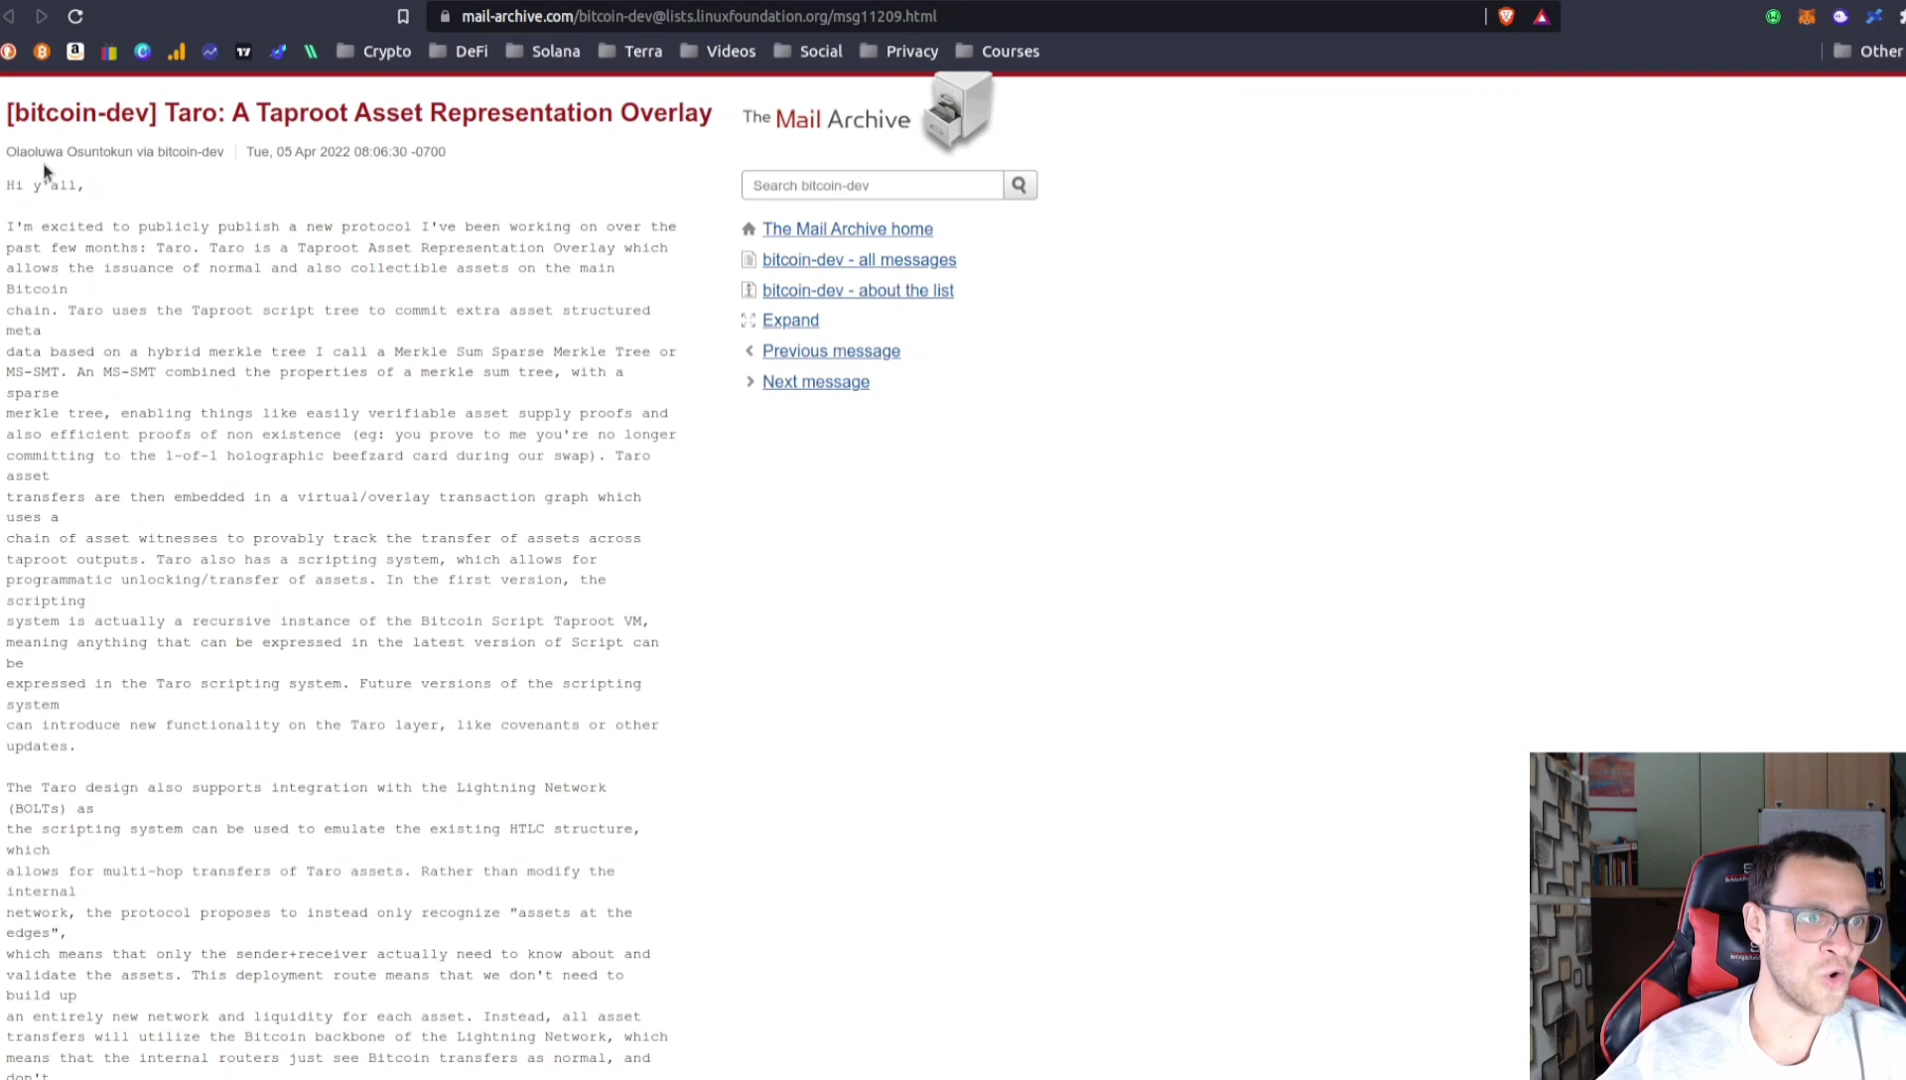 mail-archive.com/bitcoin-dev@lists.linuxfoundation.org/msg11209.html
Crypto
DeFi
Solana
Terra
Videos
Social
Privacy
Courses
Other
[bitcoin-dev] Taro: A Taproot Asset Representation Overlay
Olaoluwa Osuntokun via bitcoin-dev
Tue, 05 Apr 2022 08:06:30 -0700
Hi y'all,
I'm excited to publicly publish a new protocol I've been working on over the
past few months: Taro. Taro is a Taproot Asset Representation Overlay which
allows the issuance of normal and also collectible assets on the main
Bitcoin
chain. Taro uses the Taproot script tree to commit extra asset structured
meta
data based on a hybrid merkle tree I call a Merkle Sum Sparse Merkle Tree or
MS-SMT. An MS-SMT combined the properties of a merkle sum tree, with a
sparse
merkle tree, enabling things like easily verifiable asset supply proofs and
also efficient proofs of non existence (eg: you prove to me you're no longer
committing to the 1-of-1 holographic beefzard card during our swap). Taro
asset
transfers are then embedded in a virtual/overlay transaction graph which
uses a
chain of asset witnesses to provably track the transfer of assets across
taproot outputs. Taro also has a scripting system, which allows for
programmatic unlocking/transfer of assets. In the first version, the
scripting
system is actually a recursive instance of the Bitcoin Script Taproot VM,
meaning anything that can be expressed in the latest version of Script can
be
expressed in the Taro scripting system. Future versions of the scripting
system
can introduce new functionality on the Taro layer, like covenants or other
updates.
The Taro design also supports integration with the Lightning Network
(BOLTs) as
the scripting system can be used to emulate the existing HTLC structure,
which
allows for multi-hop transfers of Taro assets. Rather than modify the
internal
network, the protocol proposes to instead only recognize "assets at the
edges",
which means that only the sender+receiver actually need to know about and
validate the assets. This deployment route means that we don't need to
build up
an entirely new network and liquidity for each asset. Instead, all asset
transfers will utilize the Bitcoin backbone of the Lightning Network, which
means that the internal routers just see Bitcoin transfers as normal, and
don't
The Mail Archive
Search bitcoin-dev
The Mail Archive home
bitcoin-dev - all messages
bitcoin-dev - about the list
Expand
Previous message
Next message